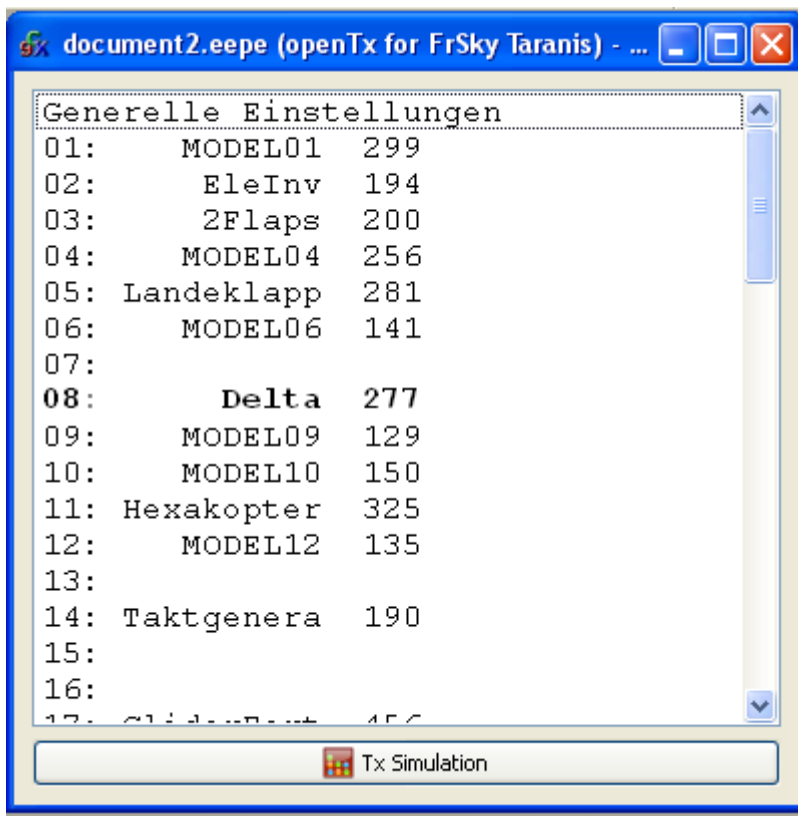 document2.eepe (openTx for FrSky Taranis) - ...
Generelle Einstellungen
01: MODEL01 299
02: EleInv 194
03: 2Flaps 200
04: MODEL04 256
05: Landeklapp 281
06: MODEL06 141
07:
08: Delta 277
09: MODEL09 129
10: MODEL10 150
11: Hexakopter 325
12: MODEL12 135
13:
14: Taktgenera 190
15:
16:
17: 456
Tx Simulation